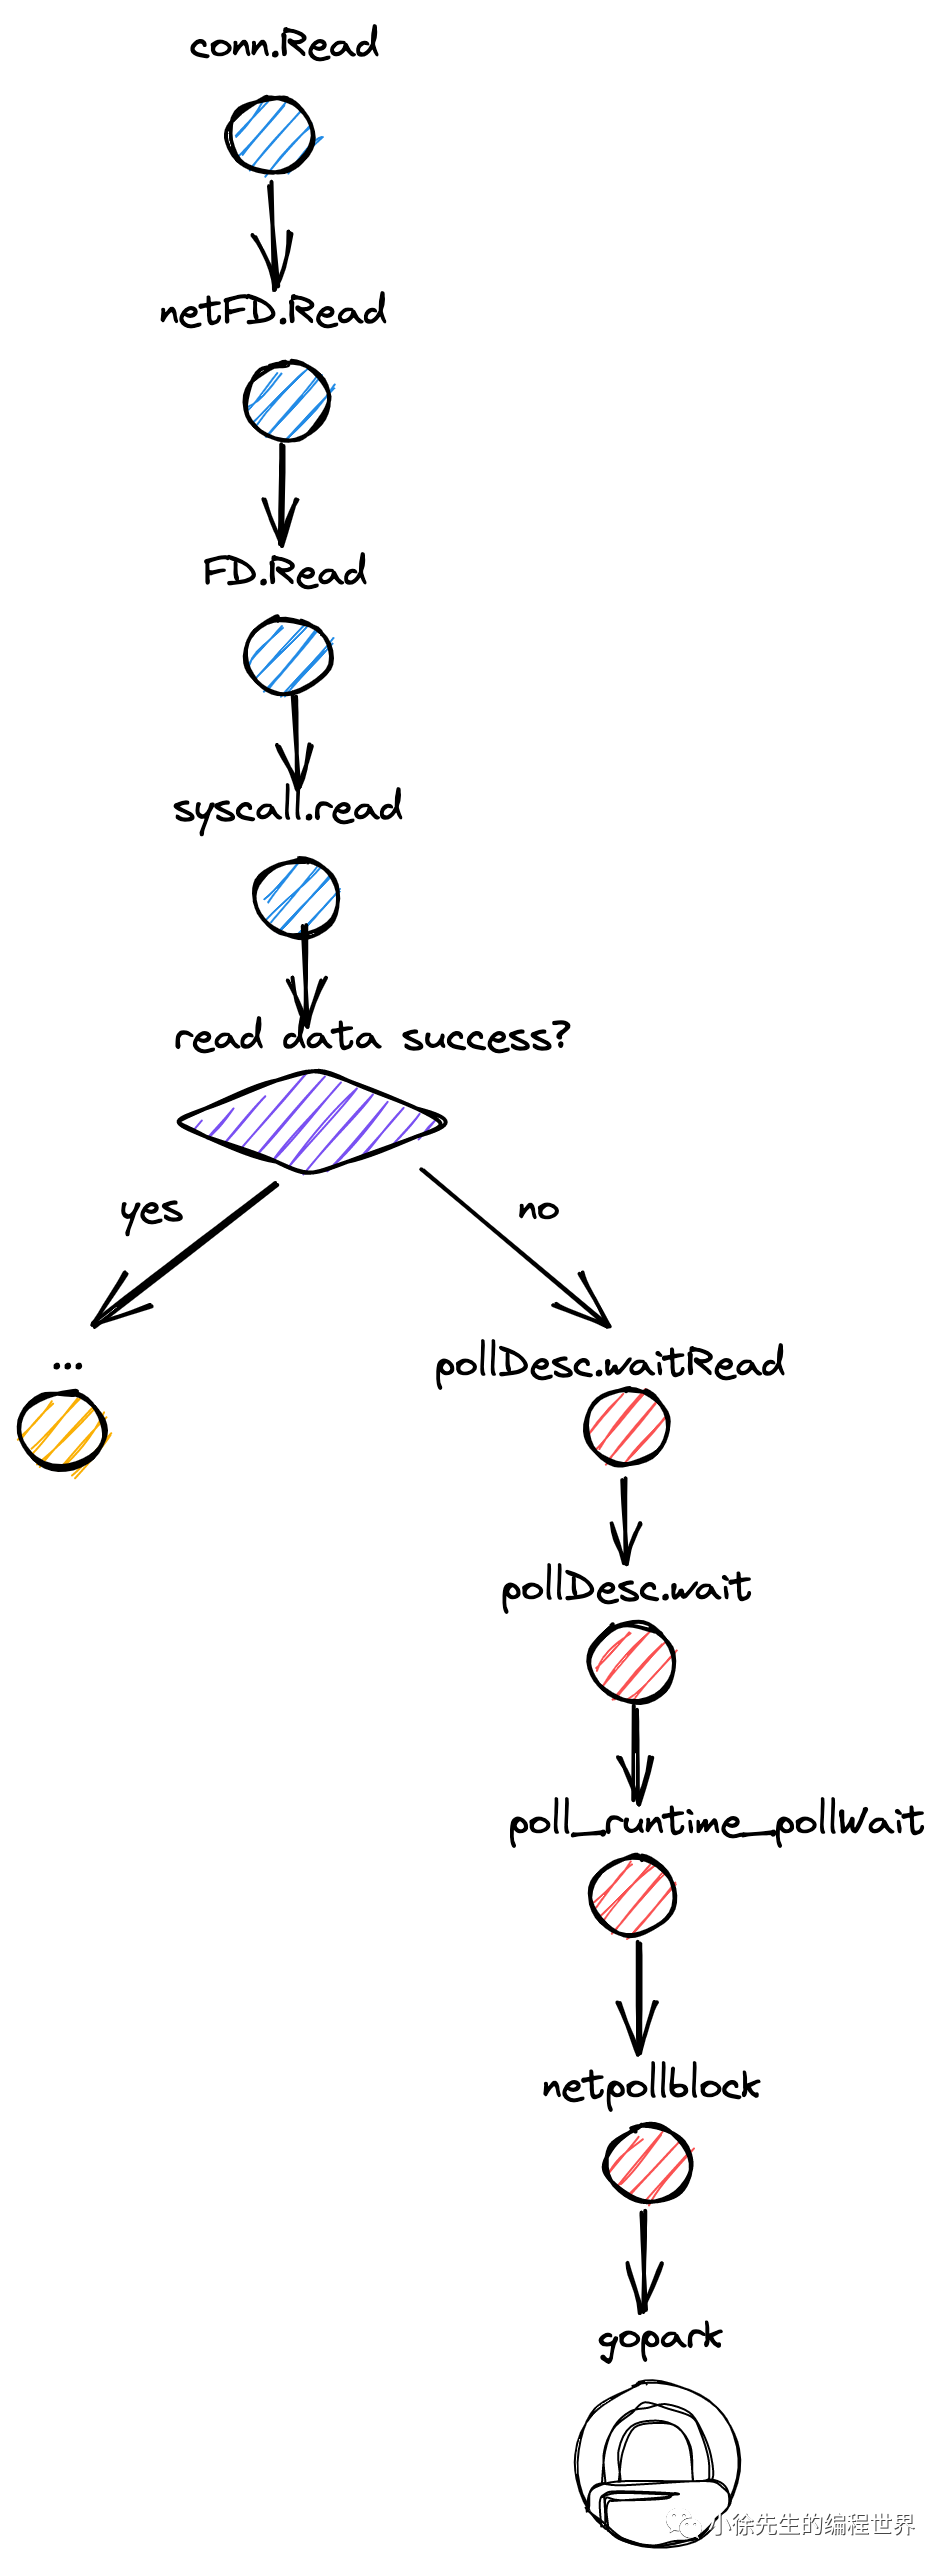 conn.Read
netFD.Read
FD.Read
syscall.read
read data success?
yes
no
...
pollDesc.waitRead
pollDesc.wait
poll_runtime_pollWait
netpollblock
gopark
小徐先生的编程世界